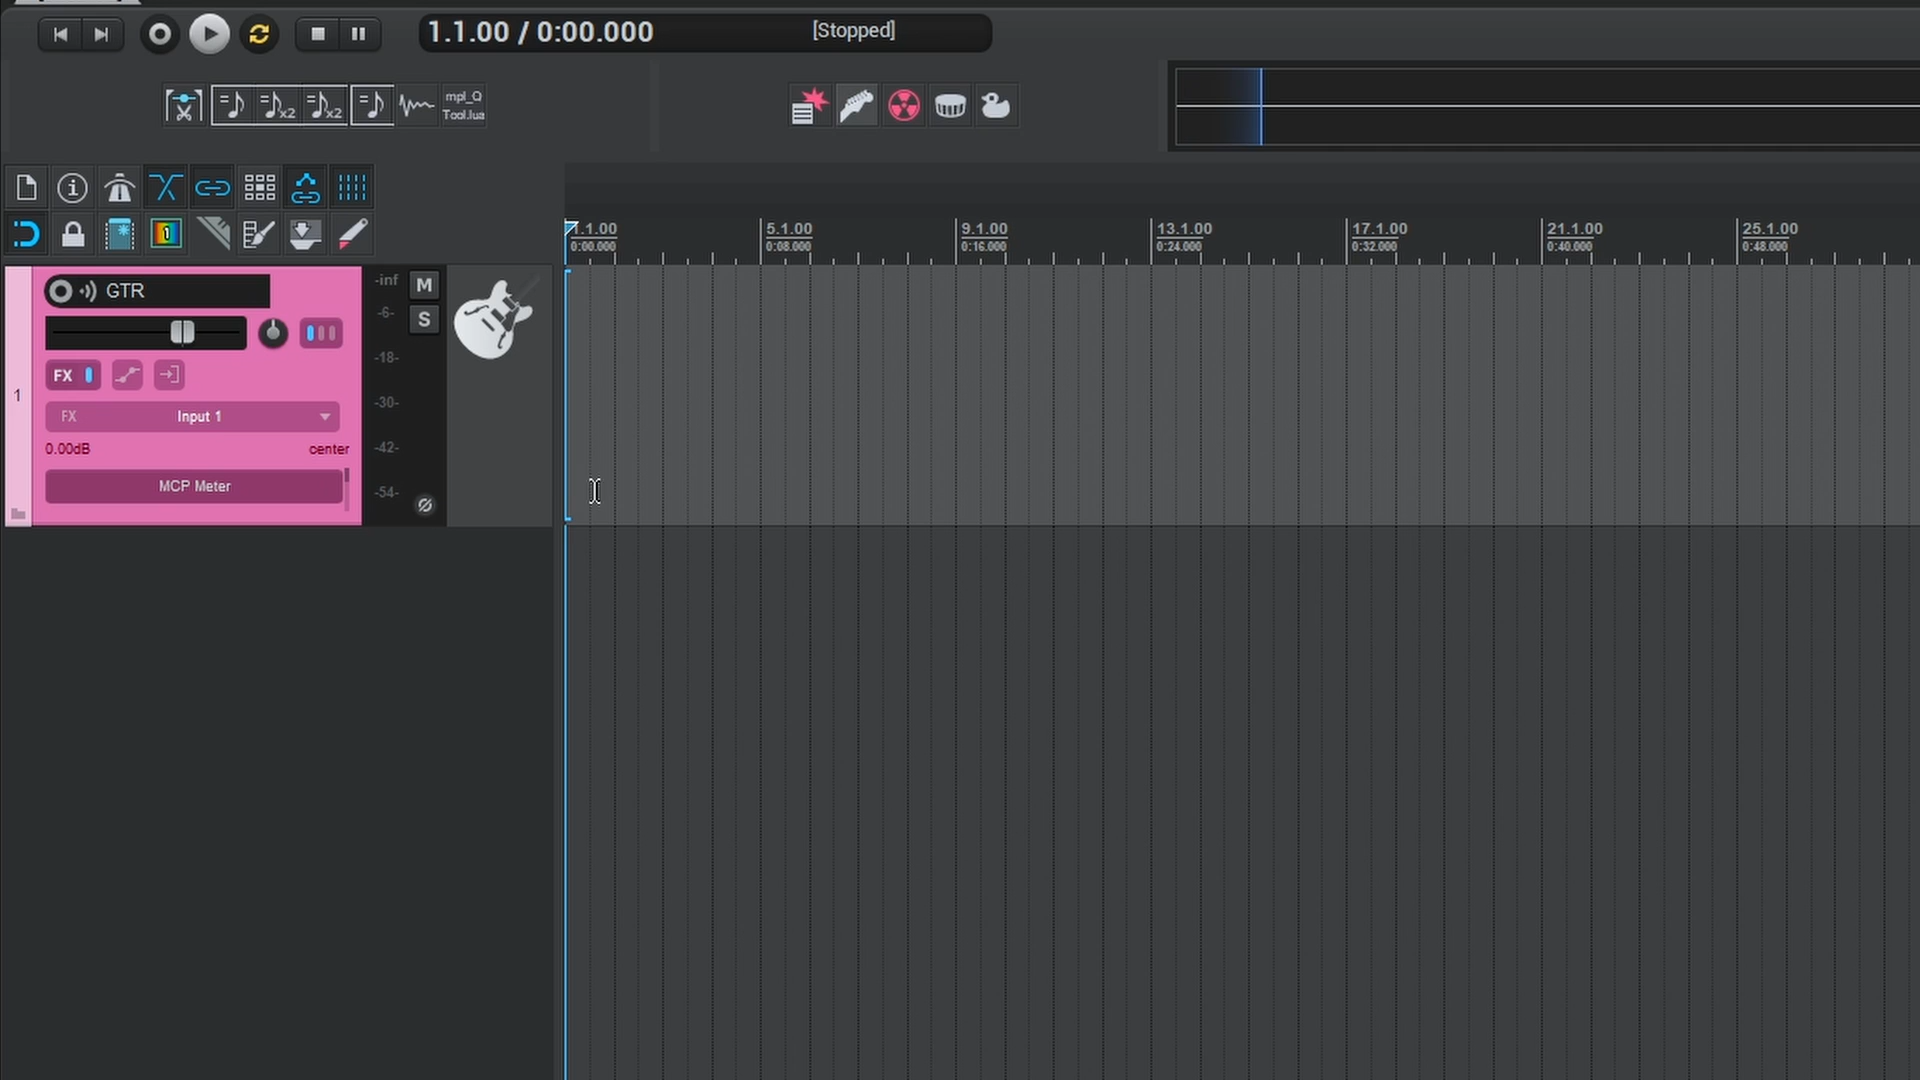 1.1.00 / 0:00.000
[Stopped]
x2
x2
mpl_Q
Tool.lua
1
1.1.00
0:00.000
5.1.00
0:08.000
9.1.00
0:16.000
13.1.00
0:24.000
17.1.00
0:32.000
21.1.00
0:40.000
25.1.00
0:48.000
GTR
-inf
M
-6-
S
-18-
FX
1
-30-
FX
Input 1
0.00dB
center
-42-
MCP Meter
-54-